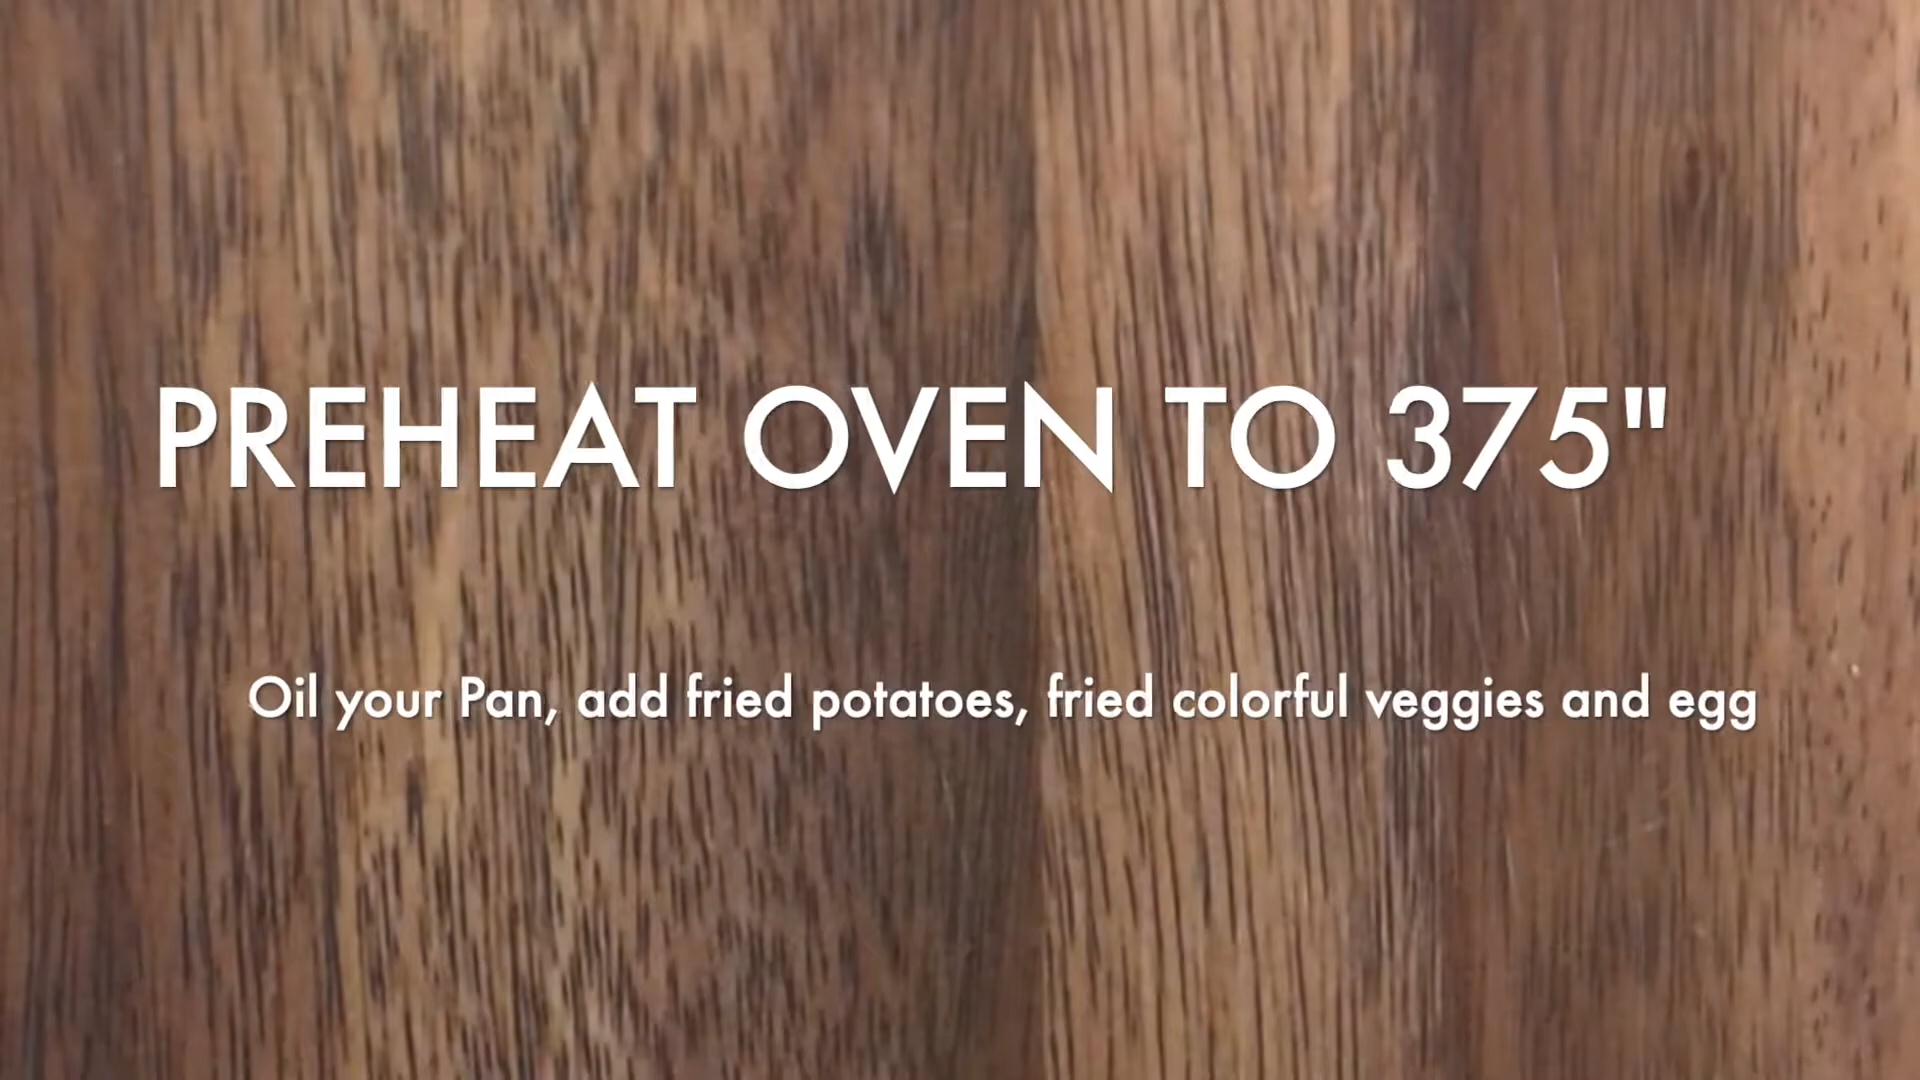 PREHEAT OVEN TO 375"
Oil your Pan, add fried potatoes, fried colorful veggies and egg